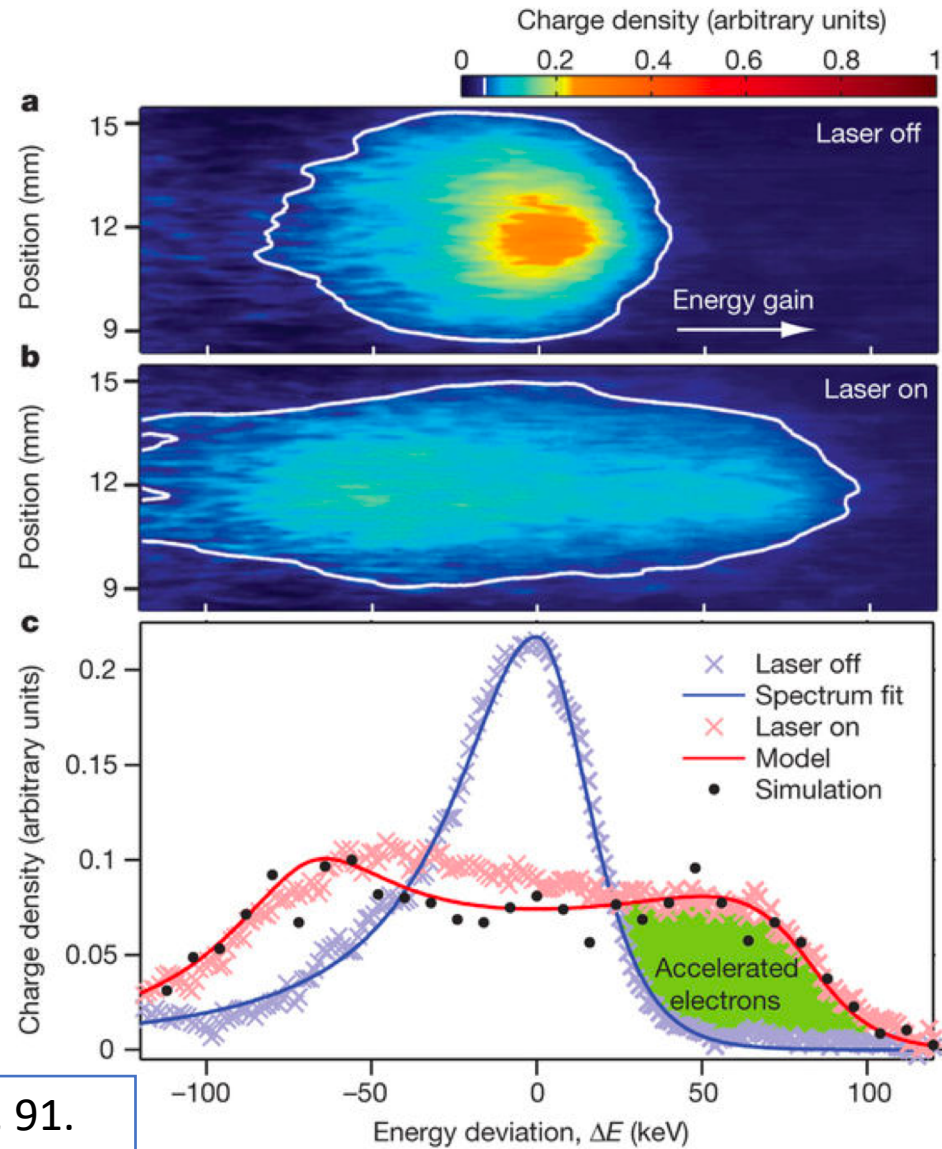 Charge density (arbitrary units)
0 0.2 0.4 0.6 0.8 1
a
Laser off
15
12
9
Position (mm)
Energy gain
b
Laser on
15
12
9
Position (mm)
c
Laser off
Spectrum fit
Laser on
Model
Simulation
0.2
0.15
0.1
0.05
0
Charge density (arbitrary units)
Accelerated
electrons
−100 −50 0 50 100
Energy deviation, ΔE (keV)
91.